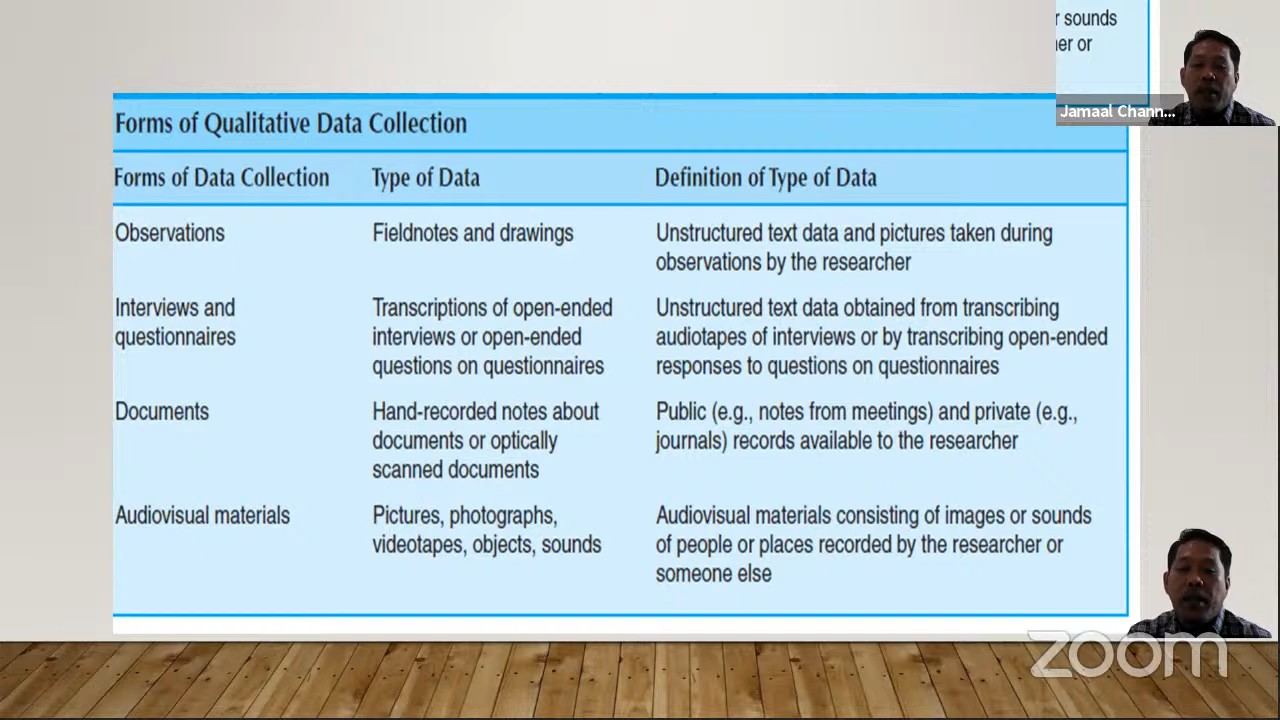 r sounds
er or
Jamaal Chann...
Forms of Qualitative Data Collection
Forms of Data Collection
Type of Data
Definition of Type of Data
Observations
Fieldnotes and drawings
Unstructured text data and pictures taken during
observations by the researcher
Interviews and
questionnaires
Transcriptions of open-ended
interviews or open-ended
questions on questionnaires
Unstructured text data obtained from transcribing
audiotapes of interviews or by transcribing open-ended
responses to questions on questionnaires
Documents
Hand-recorded notes about
documents or optically
scanned documents
Public (e.g., notes from meetings) and private (e.g.,
journals) records available to the researcher
Audiovisual materials
Pictures, photographs,
videotapes, objects, sounds
Audiovisual materials consisting of images or sounds
of people or places recorded by the researcher or
someone else
zoom